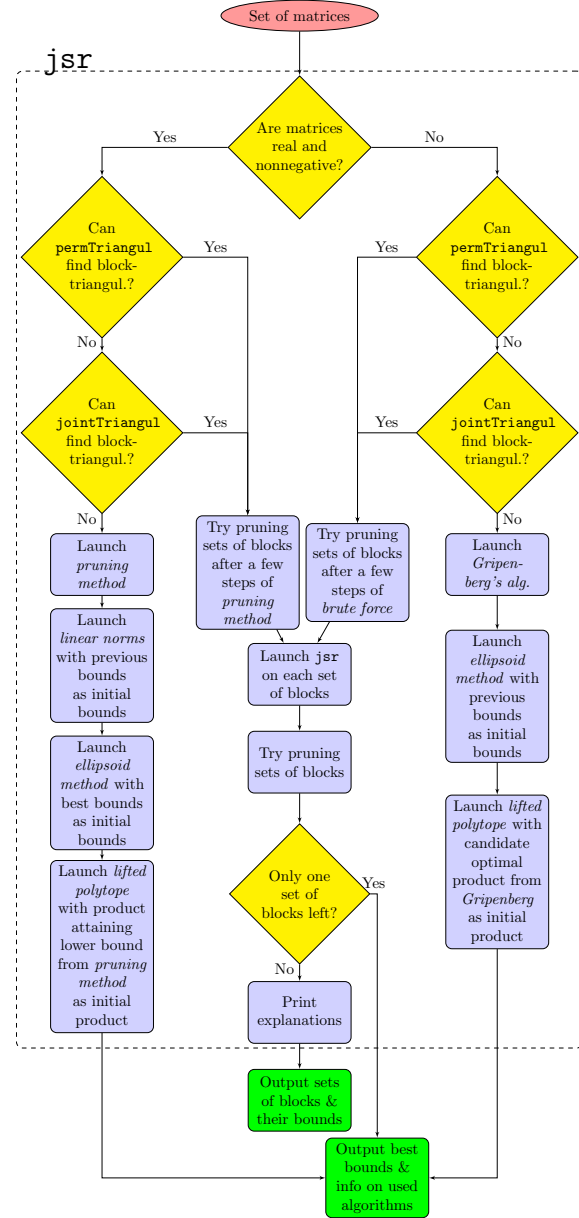 Set of matrices
jsr
Are matrices
real and
nonnegative?
Yes
No
Can
permTriangul
find block-
triangul.?
Yes
No
Can
permTriangul
find block-
triangul.?
Yes
No
Can
jointTriangul
find block-
triangul.?
Yes
No
Can
jointTriangul
find block-
triangul.?
Yes
No
Launch
pruning
method
Try pruning
sets of blocks
after a few
steps of
pruning
method
Try pruning
sets of blocks
after a few
steps of
brute force
Launch
Gripen-
berg's alg.
Launch
linear norms
with previous
bounds
as initial
bounds
Launch jsr
on each set
of blocks
Launch
ellipsoid
method with
previous
bounds
as initial
bounds
Launch
ellipsoid
method with
best bounds
as initial
bounds
Try pruning
sets of blocks
Launch lifted
polytope with
candidate
optimal
product from
Gripenberg
as initial
product
Launch lifted
polytope
with product
attaining
lower bound
from pruning
method
as initial
product
Only one
set of
blocks left?
Yes
No
Print
explanations
Output sets
of blocks &
their bounds
Output best
bounds &
info on used
algorithms